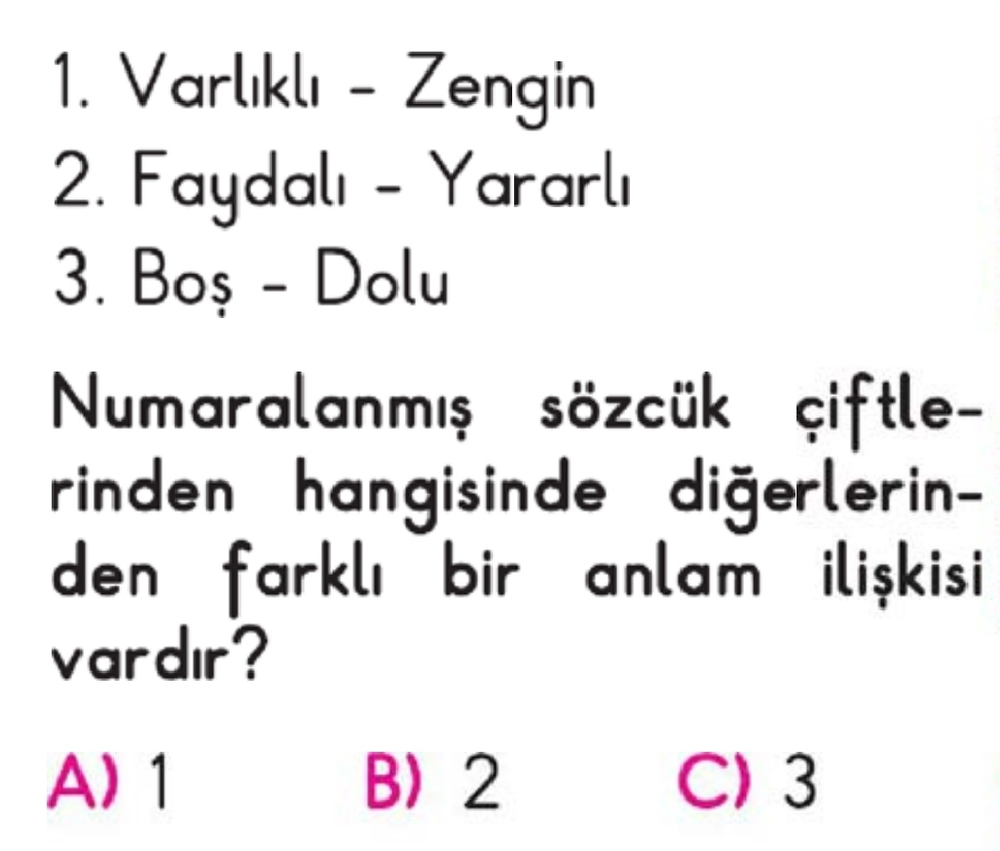 1. Varlıklı - Zengin
2. Faydalı - Yararlı
3. Boş - Dolu
Numaralanmış sözcük çiftle-
rinden hangisinde diğerlerin-
den farklı bir anlam ilişkisi
vardır?
A) 1 B) 2 C) 3